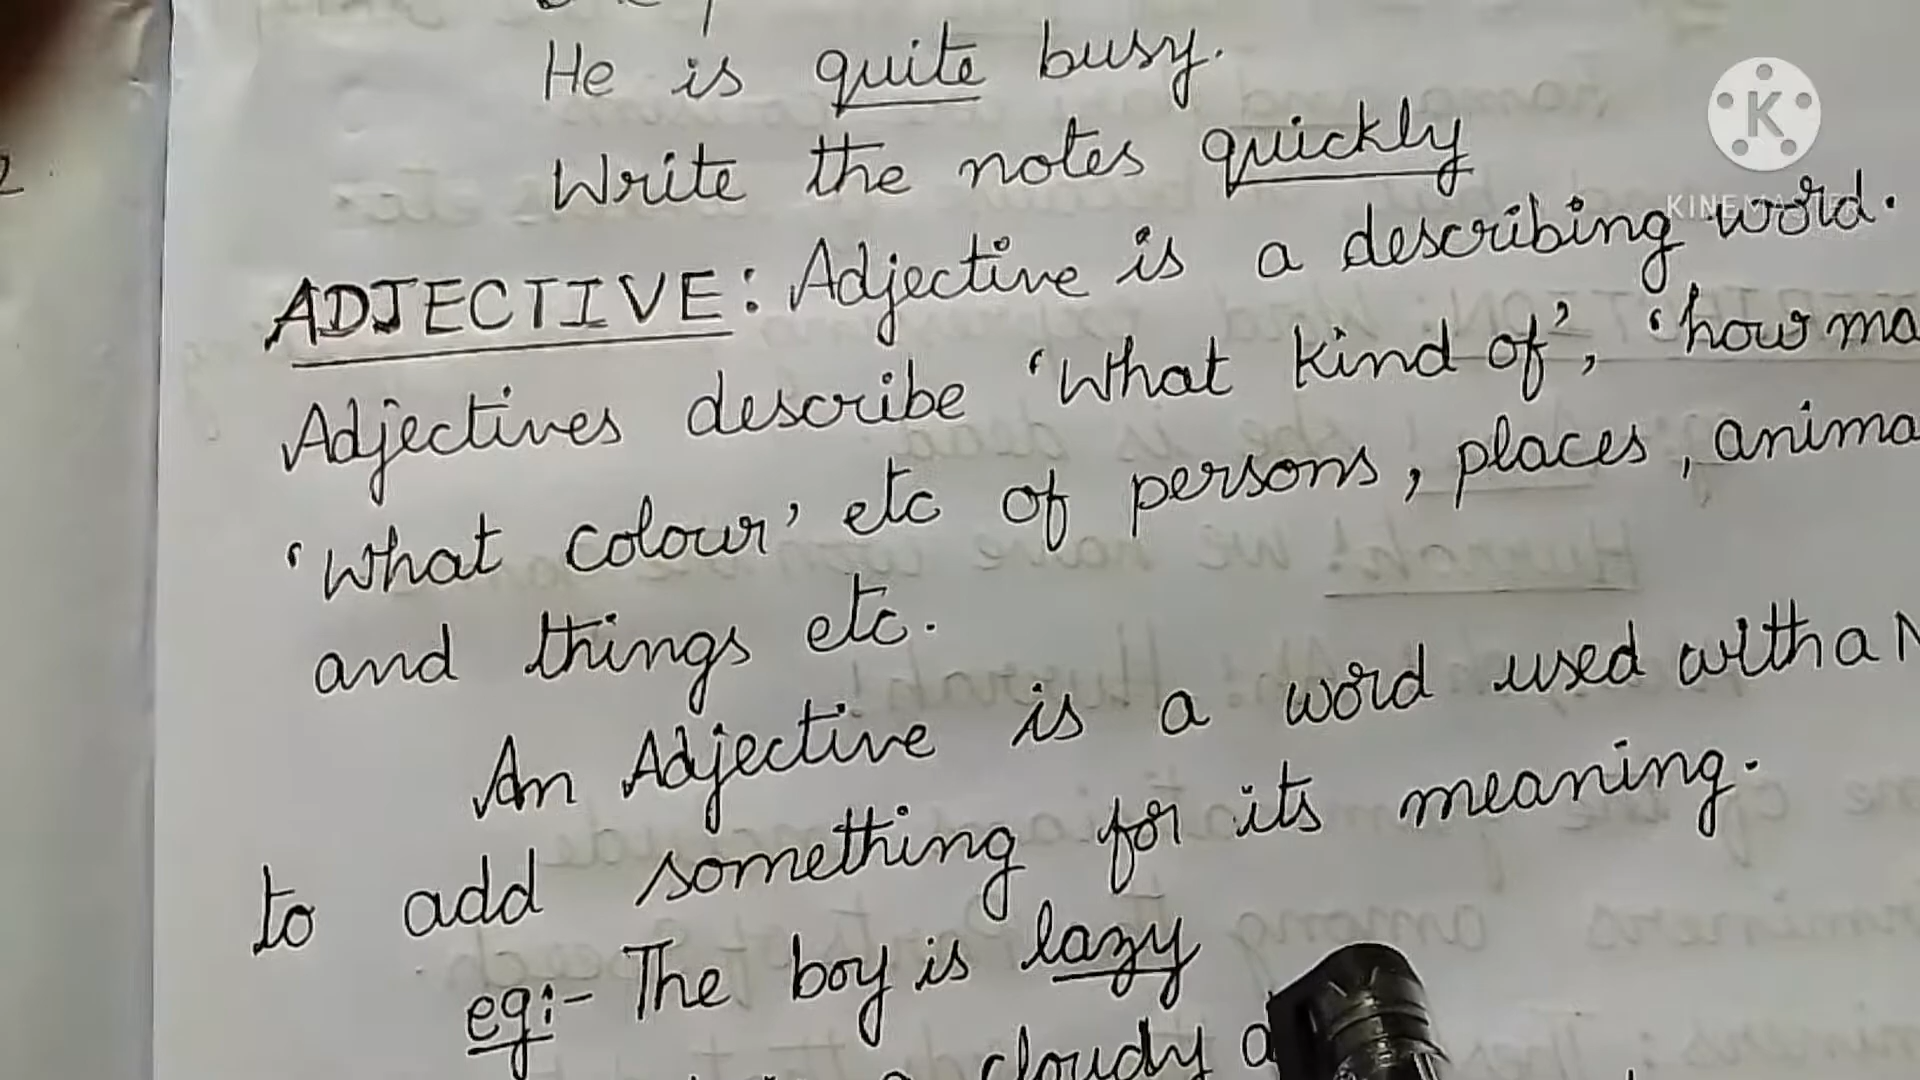 He is quite busy.
Write the notes quickly
ADJECTIVE: Adjective is a describing word.
Adjectives describe 'What kind of', 'how ma
'What colour' etc of persons, places, anima
and things etc.
An Adjective is a word used with a N
to add something for its meaning.
eg:- The boy is lazy
a cloudy
K
KINEMASTER